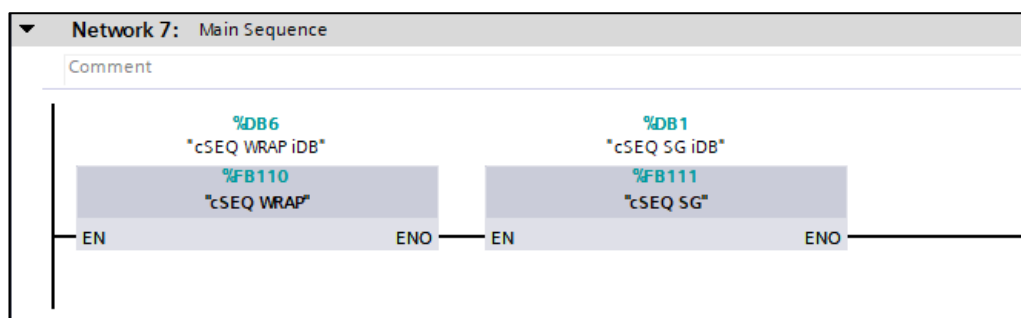 Network 7: Main Sequence
Comment
%DB6 %DB1
"cSEQ WRAP iDB" "cSEQ SG iDB"
%FB110 %FB111
"cSEQ WRAP" "cSEQ SG"
EN ENO EN ENO